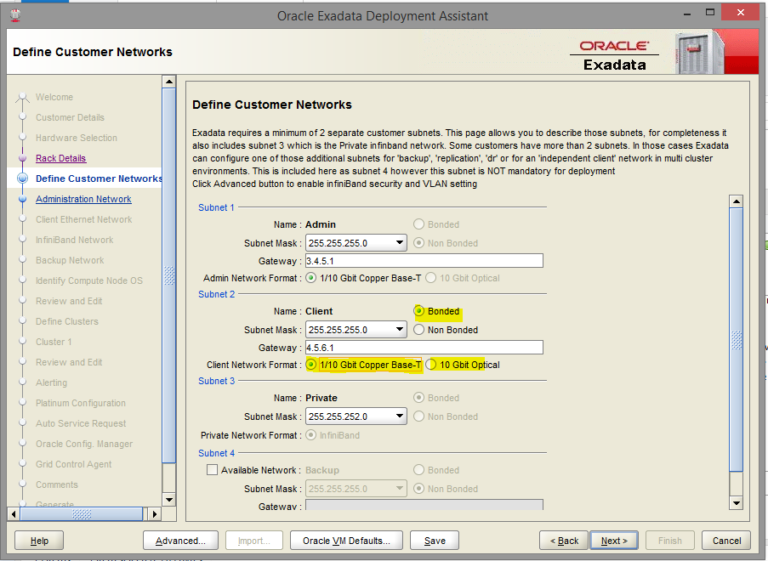 Oracle Exadata Deployment Assistant
Define Customer Networks
ORACLE
Exadata
Welcome
Customer Details
Hardware Selection
Rack Details
Define Customer Networks
Administration Network
Client Ethernet Network
InfiniBand Network
Backup Network
Identify Compute Node OS
Review and Edit
Define Clusters
Cluster 1
Review and Edit
Alerting
Platinum Configuration
Auto Service Request
Oracle Config. Manager
Grid Control Agent
Comments
Generate
Define Customer Networks
Exadata requires a minimum of 2 separate customer subnets. This page allows you to describe those subnets, for completeness it
also includes subnet 3 which is the Private infinband network. Some customers have more than 2 subnets. In those cases Exadata
can configure one of those additional subnets for 'backup', 'replication', 'dr' or for an 'independent client' network in multi cluster
environments. This is included here as subnet 4 however this subnet is NOT mandatory for deployment
Click Advanced button to enable infiniBand security and VLAN setting
Subnet 1
Name : Admin Bonded
Subnet Mask : 255.255.255.0 Non Bonded
Gateway : 3.4.5.1
Admin Network Format : 1/10 Gbit Copper Base-T 10 Gbit Optical
Subnet 2
Name : Client Bonded
Subnet Mask : 255.255.255.0 Non Bonded
Gateway : 4.5.6.1
Client Network Format : 1/10 Gbit Copper Base-T 10 Gbit Optical
Subnet 3
Name : Private Bonded
Subnet Mask : 255.255.252.0 Non Bonded
Private Network Format : InfiniBand
Subnet 4
Available Network : Backup Bonded
Subnet Mask : 255.255.255.0 Non Bonded
Gateway :
Help Advanced... Import... Oracle VM Defaults... Save < Back Next > Finish Cancel